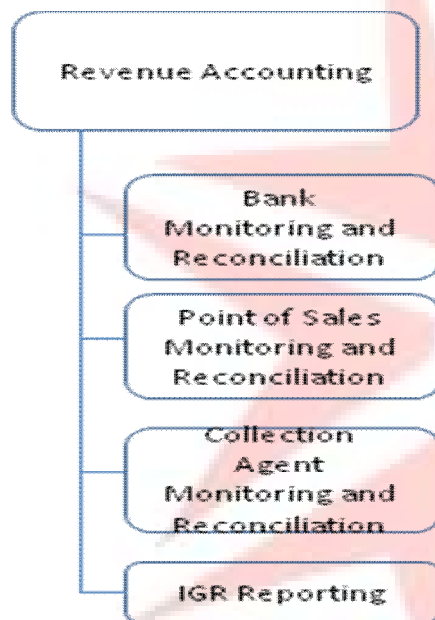 Revenue Accounting
Bank
Monitoring and
Reconciliation
Point of Sales
Monitoring and
Reconciliation
Collection
Agent
Monitoring and
Reconciliation
IGR Reporting